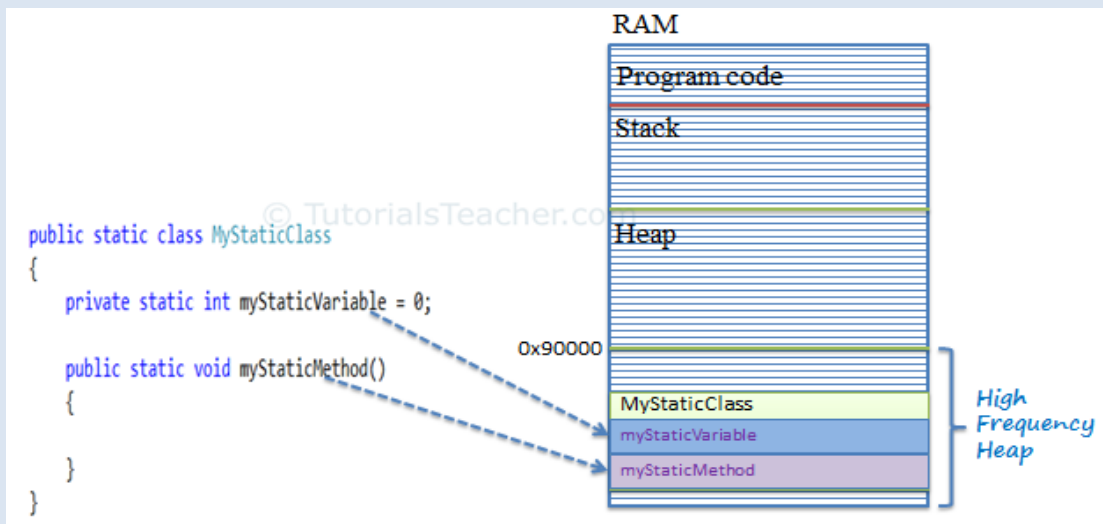 RAM
Program code
Stack
© TutorialsTeacher.com
public static class MyStaticClass
{
private static int myStaticVariable = 0;
public static void myStaticMethod()
{
}
}
Heap
0x90000
MyStaticClass
myStaticVariable
myStaticMethod
High
Frequency
Heap